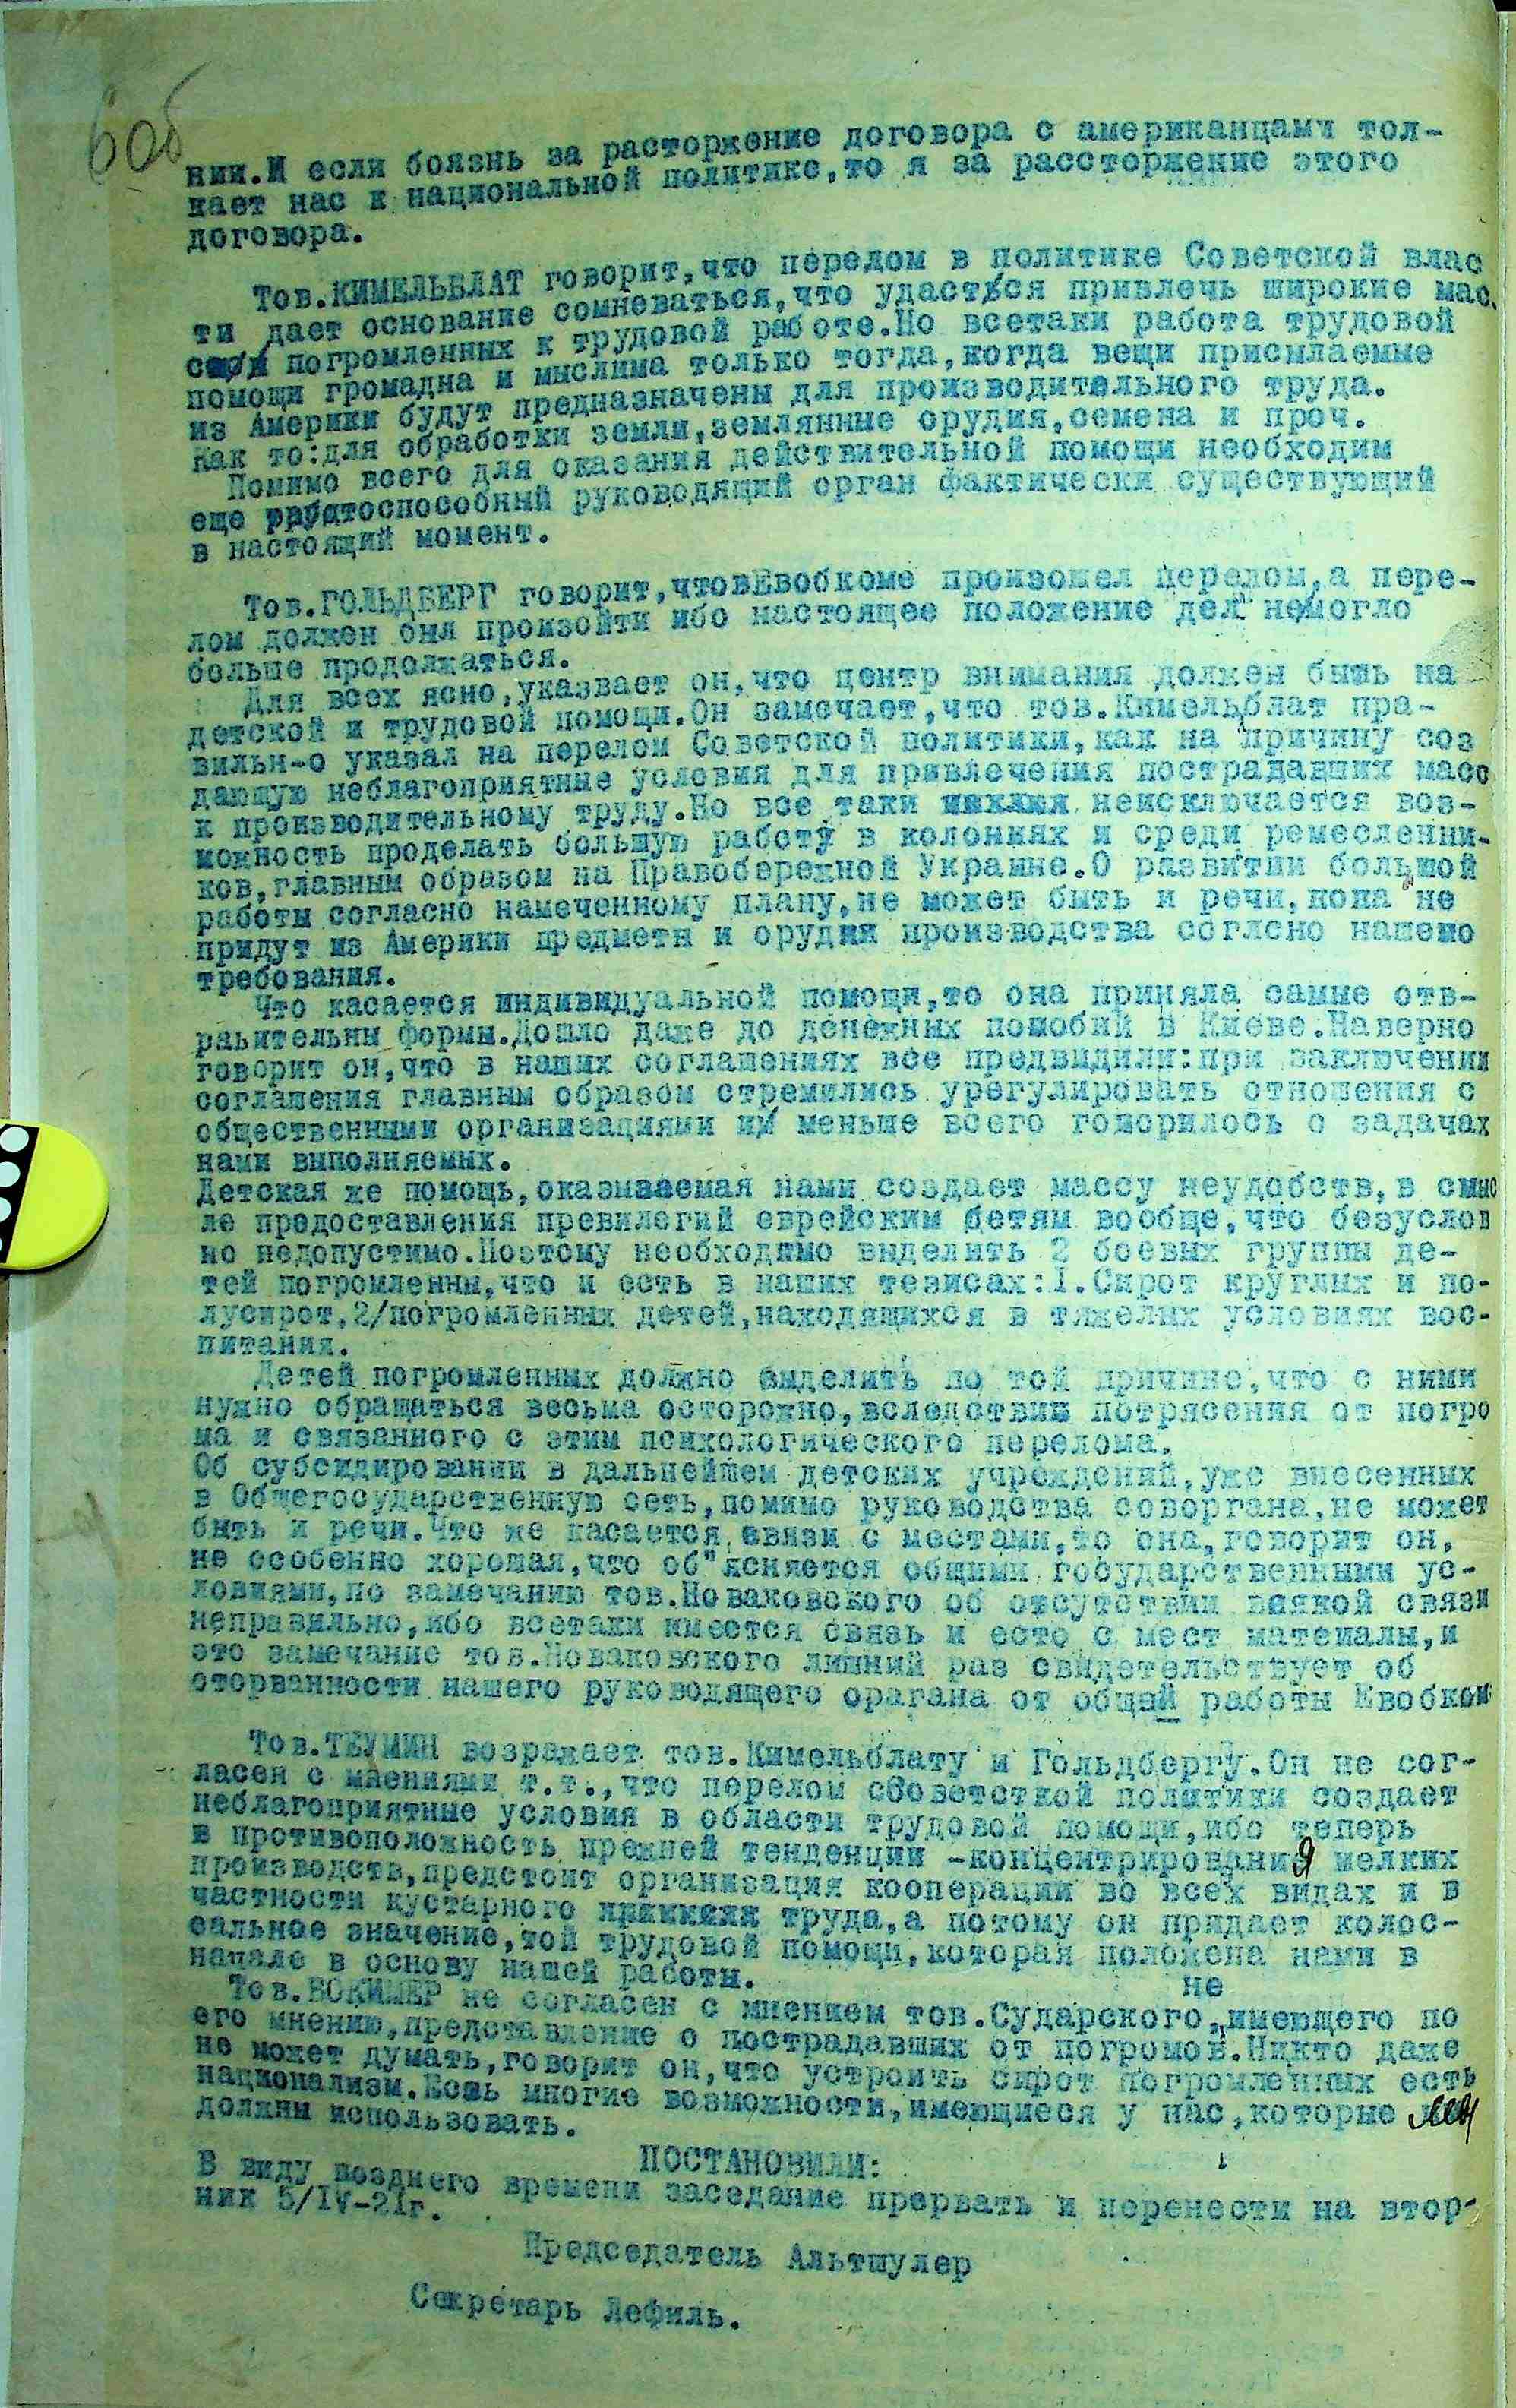 60об
нии.И если боязнь за расторжение договора с американцами тол-
кает нас к национальной политике,то я за рассторжение этого
договора.
Тов.КИМЕЛЬБЛАТ говорит,что перелом в политике Советской влас
ти дает основание сомневаться,что удастся привлечь широкие мас
сы погромленных к трудовой работе.Но всетаки работа трудовой
помощи громадна и мыслима только тогда,когда вещи присылаемые
из Америки будут предназначены для производительного труда.
Как то:для обработки земли,землянные орудия,семена и проч.
Помимо всего для оказания действительной помощи необходим
еще работоспособный руководящий орган фактически существующий
в настоящий момент.
Тов.ГОЛЬДБЕРГ говорит,чтовЕвобкоме произошел перелом,а пере-
лом должен был произойти ибо настоящее положение дел немогло
больше продолжаться.
Для всех ясно,указвает он,что центр внимания должен быть на
детской и трудовой помощи.Он замечает,что тов.Кимельблат пра-
вильн-о указал на перелом Советской политики,как на причину соз
дающую неблагоприятные условия для привлечения пострадавших масс
к производительному труду.Но все таки неисключается воз-
можность проделать большую работу в колониях и среди ремесленни-
ков,главным образом на Правобережной Украине.О развитии большой
работы согласно намеченному плану,не может быть и речи,пока не
придут из Америки предметы и орудия производства соглсно нашено
требования.
Что касается индивидуальной помощи,то она приняла самые отв-
раьительны формы.Дошло даже до денежных пособий в Киеве.Наверно
говорит он,что в наших соглашениях все предвидили:при заключении
соглашения главным образом стремились урегулировать отношения с
общественными организациями и меньше всего говорилось о задачах
нами выполняемых.
Детская же помощь,оказываемая нами создает массу неудобств,в смыс
ле предоставления превилегий еврейским детям вообще,что безуслов
но недопустимо.Поэтому необходимо выделить 2 боевых группы де-
тей погромленны,что и есть в наших тезисах:1.Сирот круглых и по-
лусирот,2/погромленных детей,находящихся в тяжелых условиях вос-
питания.
Детей погромленных должно выделить по той причине,что с ними
нужно обращаться весьма осторожно,вследствии потрясения от погро
ма и связанного с этим психологического перелома.
Об субсидировании в дальнейшем детских учреждений,уже внесенных
в Общегосударственную сеть,помимо руководства соворгана,не может
быть и речи.Что же касается связи с местами,то она,говорит он,
не особенно хорошая,что об"ясняется общими государственными ус-
ловиями,по замечанию тов.Новаковского об отсутствии всякой связи
неправильно,ибо всетаки имеется связь и есто с мест матеиалы,и
это замечание тов.Новаковского лишний раз свидетельствует об
оторванности нашего руководящего орагана от общей работы Евобком
Тов.ТЕУМИН возражает тов.Кимельблату и Гольдбергу.Он не сог-
ласен с мнениями т.т.,что перелом советсткой политики создает
неблагоприятные условия в области трудовой помощи,ибо теперь
в противоположность прежней тенденции -концентрирования мелких
производств,предстоит организация кооперации во всех видах и в
частности кустарного труда,а потому он придает колос-
сальное значение,той трудовой помощи,которая положена нами в
начале в основу нашей работы.
не
Тов.БОКИМЕР не согласен с мнением тов.Сударского,имеющего по
его мнению,представление о пострадавших от погромов.Никто даже
не может думать,говорит он,что устроить сирот погромленных есть
национализм.Есть многие возможности,имеющиеся у нас,которые мы
должны использовать.
ПОСТАНОВИЛИ:
В виду позднего времени заседание прервать и перенести на втор-
ник 5/IV-21г.
Председатель Альтшулер
Секретарь Лефиль.